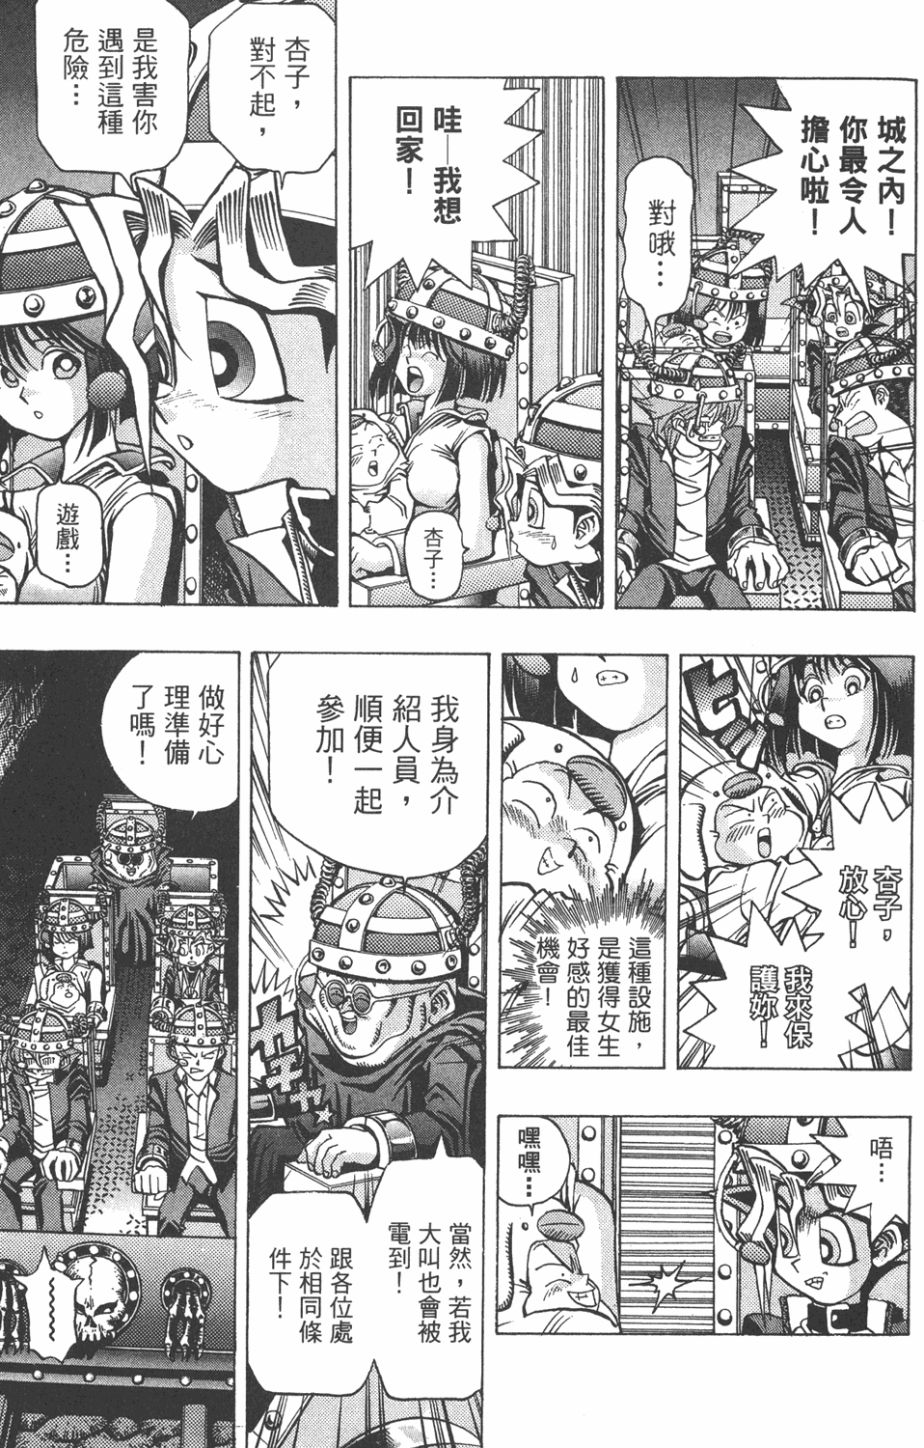 城之內！
你最令人
擔心啦！
對哦…
哇─我想
回家！
杏子…
杏子，
對不起，
是我害你
遇到這種
危險…
遊戲…
ヒッ
杏子，
放心！
我來保
護妳！
這種設施，
是獲得女生
好感的最佳
機會！
唔…
嘿嘿…
我身為介
紹人員，
順便一起
參加！
當然，若我
大叫也會被
電到！
跟各位處
於相同條
件下！
做好心
理準備
了嗎！